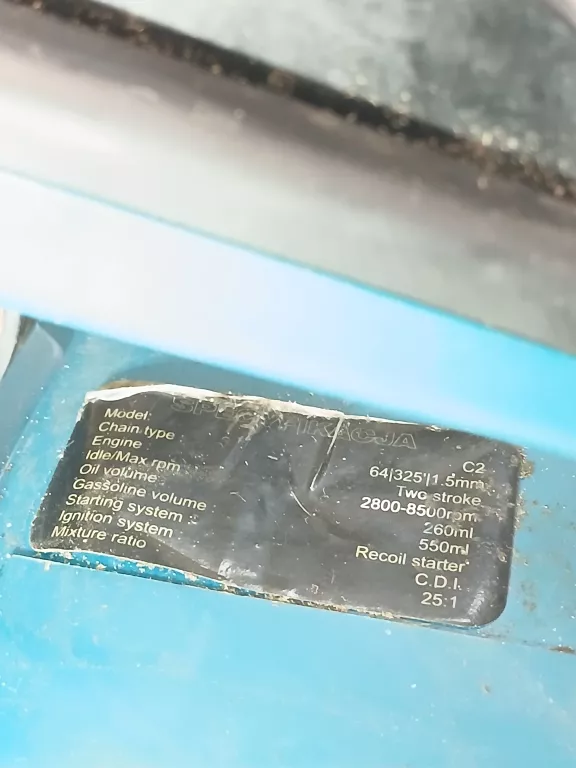 SPECYFIKACJA
Model: C2
Chain type 64|325'|1.5mm
Engine Two stroke
Idle/Max rpm 2800-8500rpm
Oil volume 260ml
Gasoline volume 550ml
Starting system Recoil starter
Ignition system C.D.I.
Mixture ratio 25:1